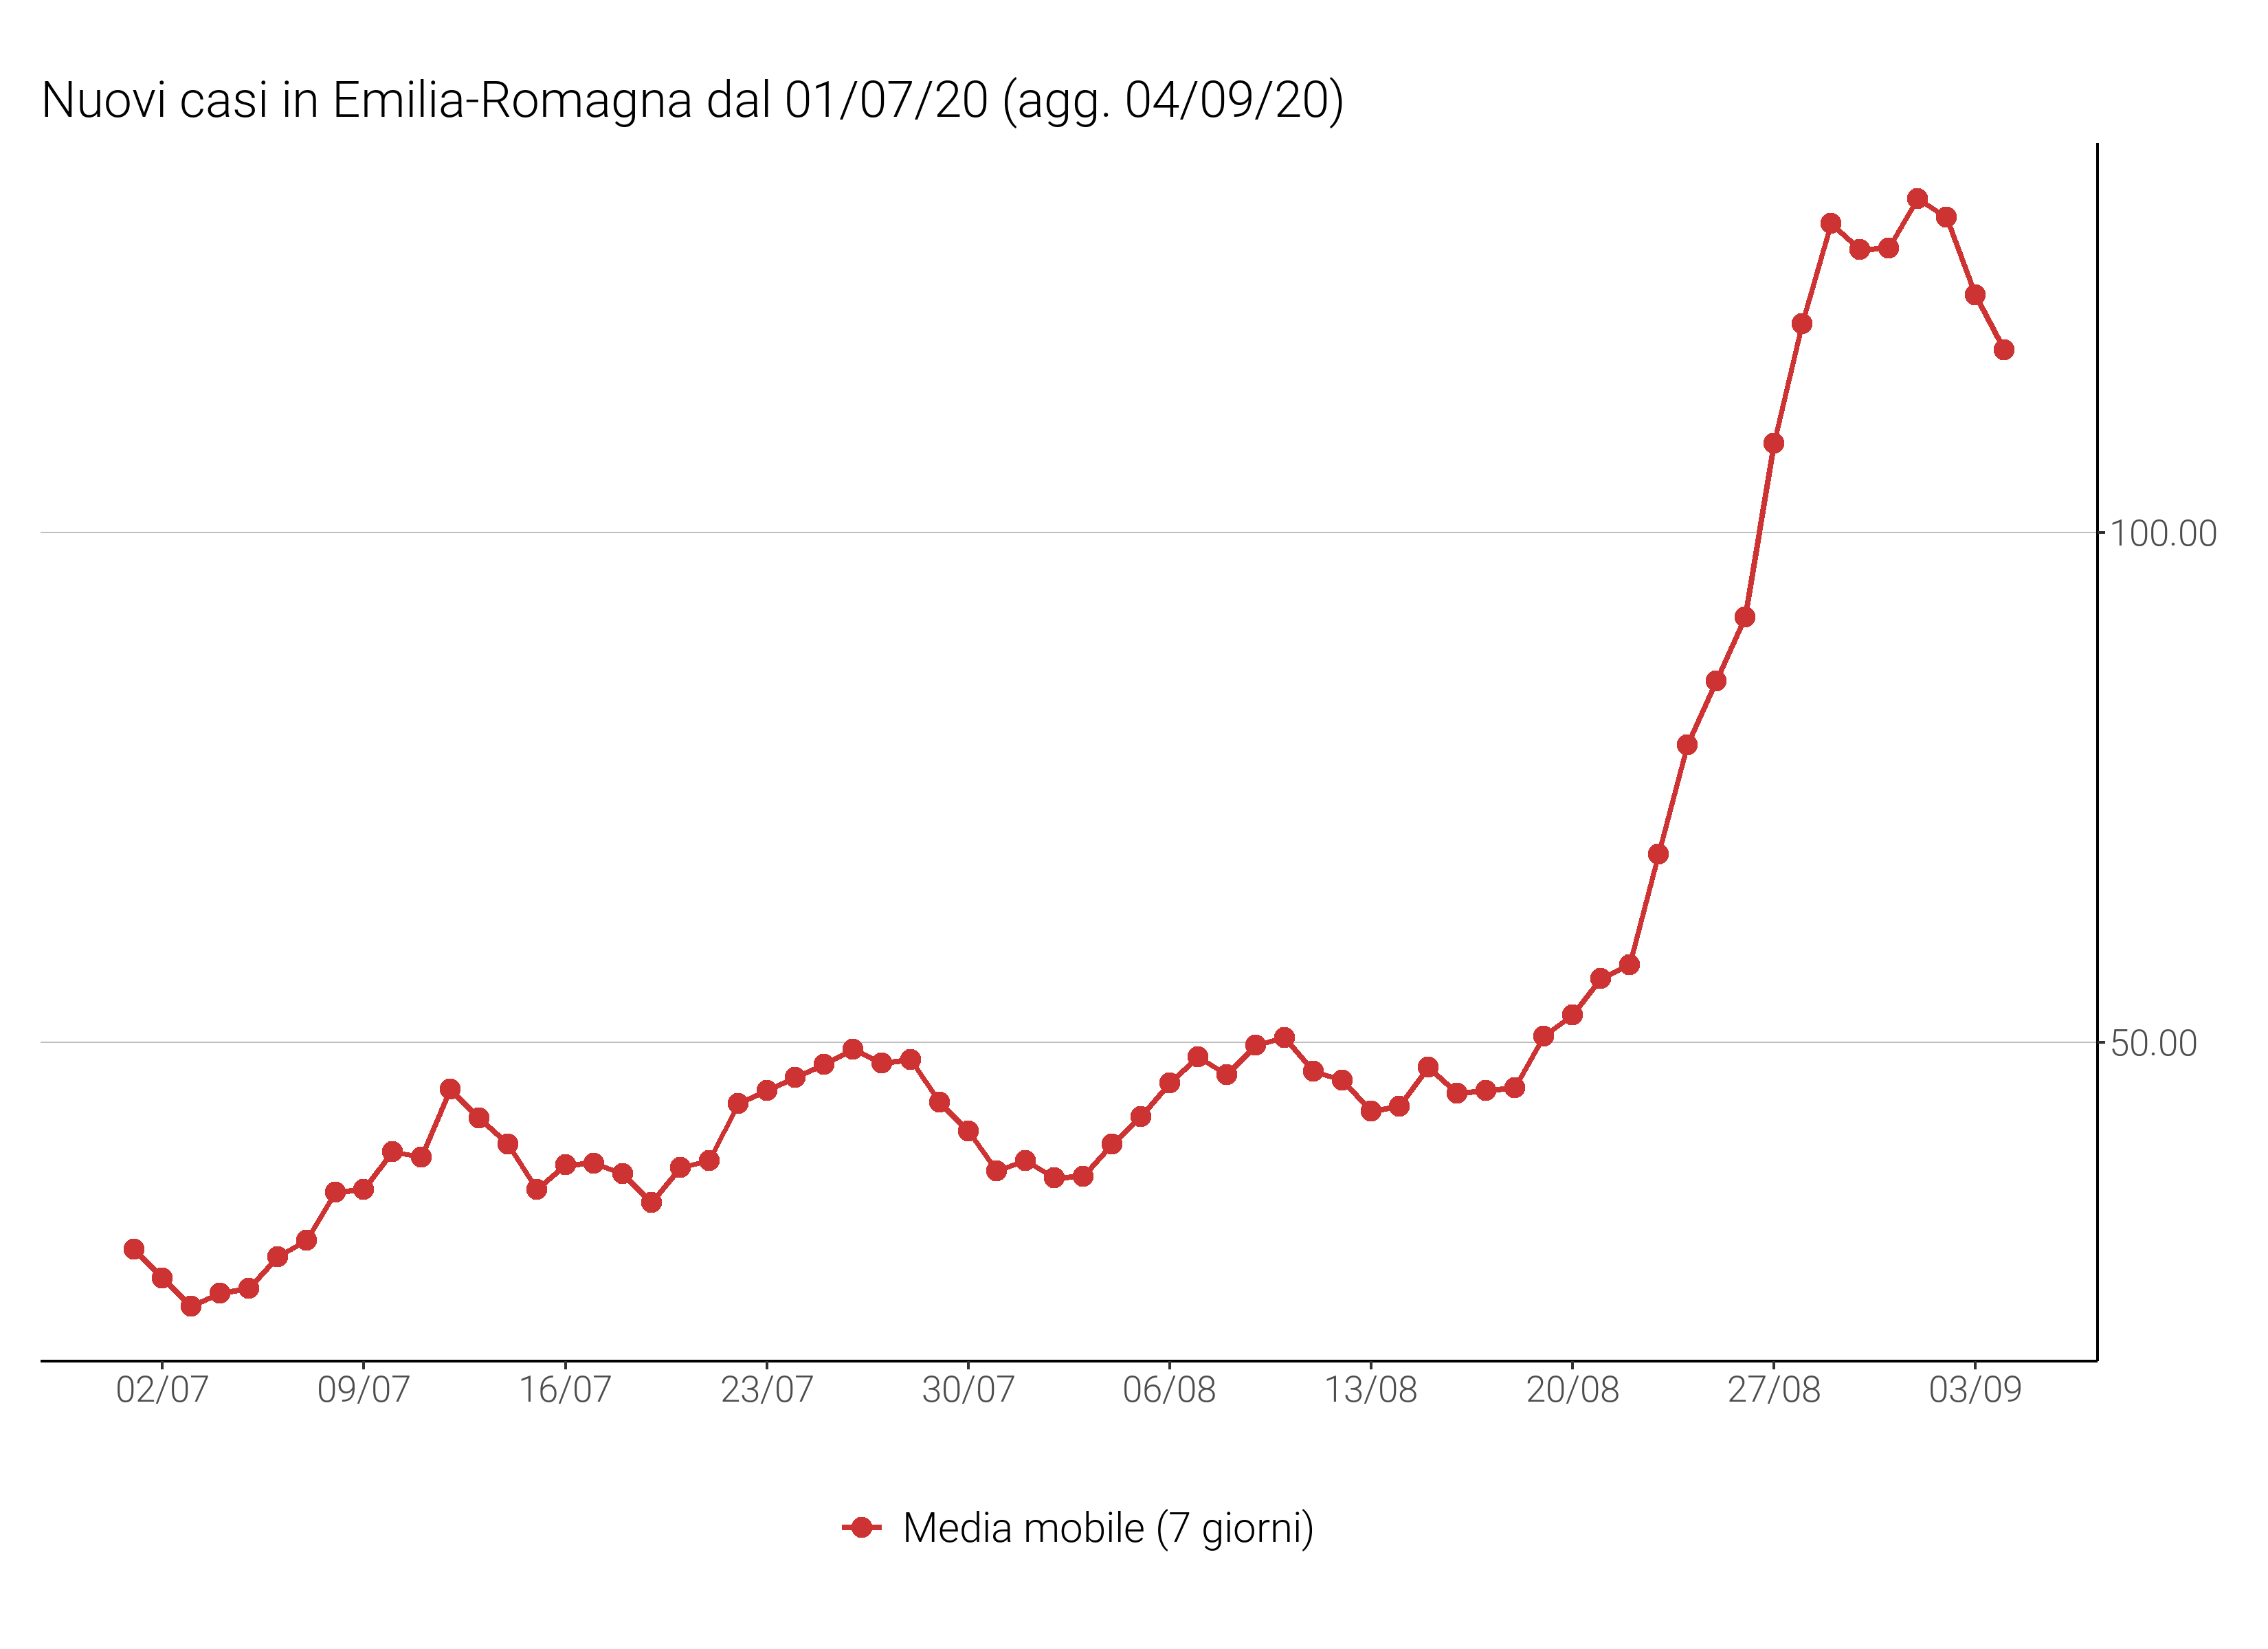 Nuovi casi in Emilia-Romagna dal 01/07/20 (agg. 04/09/20)
100.00
50.00
02/07 09/07 16/07 23/07 30/07 06/08 13/08 20/08 27/08 03/09
Media mobile (7 giorni)